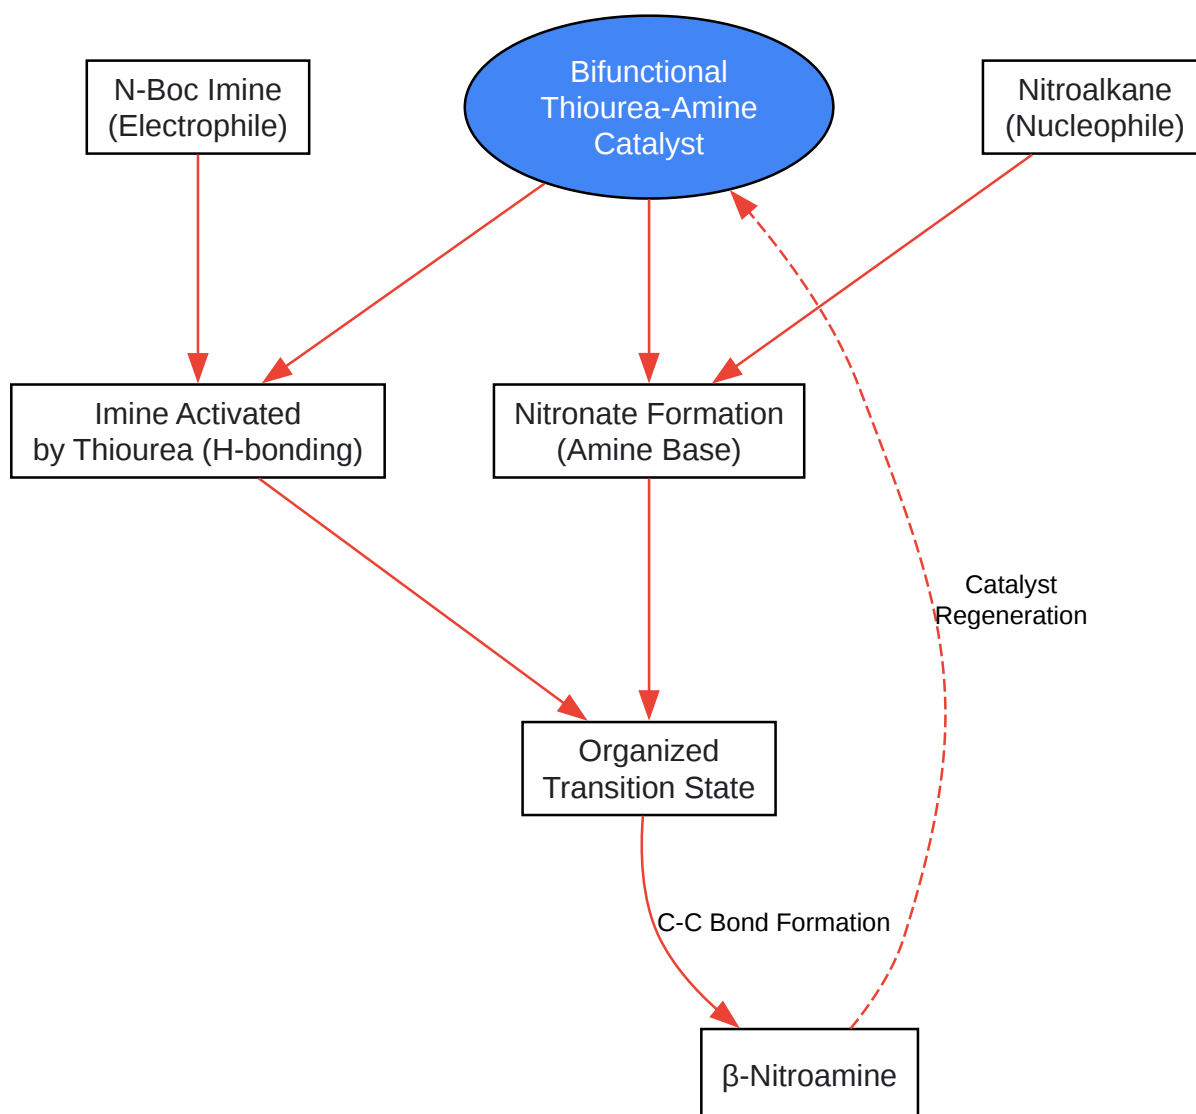 N-Boc Imine
(Electrophile)
Bifunctional
Thiourea-Amine
Catalyst
Nitroalkane
(Nucleophile)
Imine Activated
by Thiourea (H-bonding)
Nitronate Formation
(Amine Base)
Catalyst
Regeneration
Organized
Transition State
C-C Bond Formation
β-Nitroamine